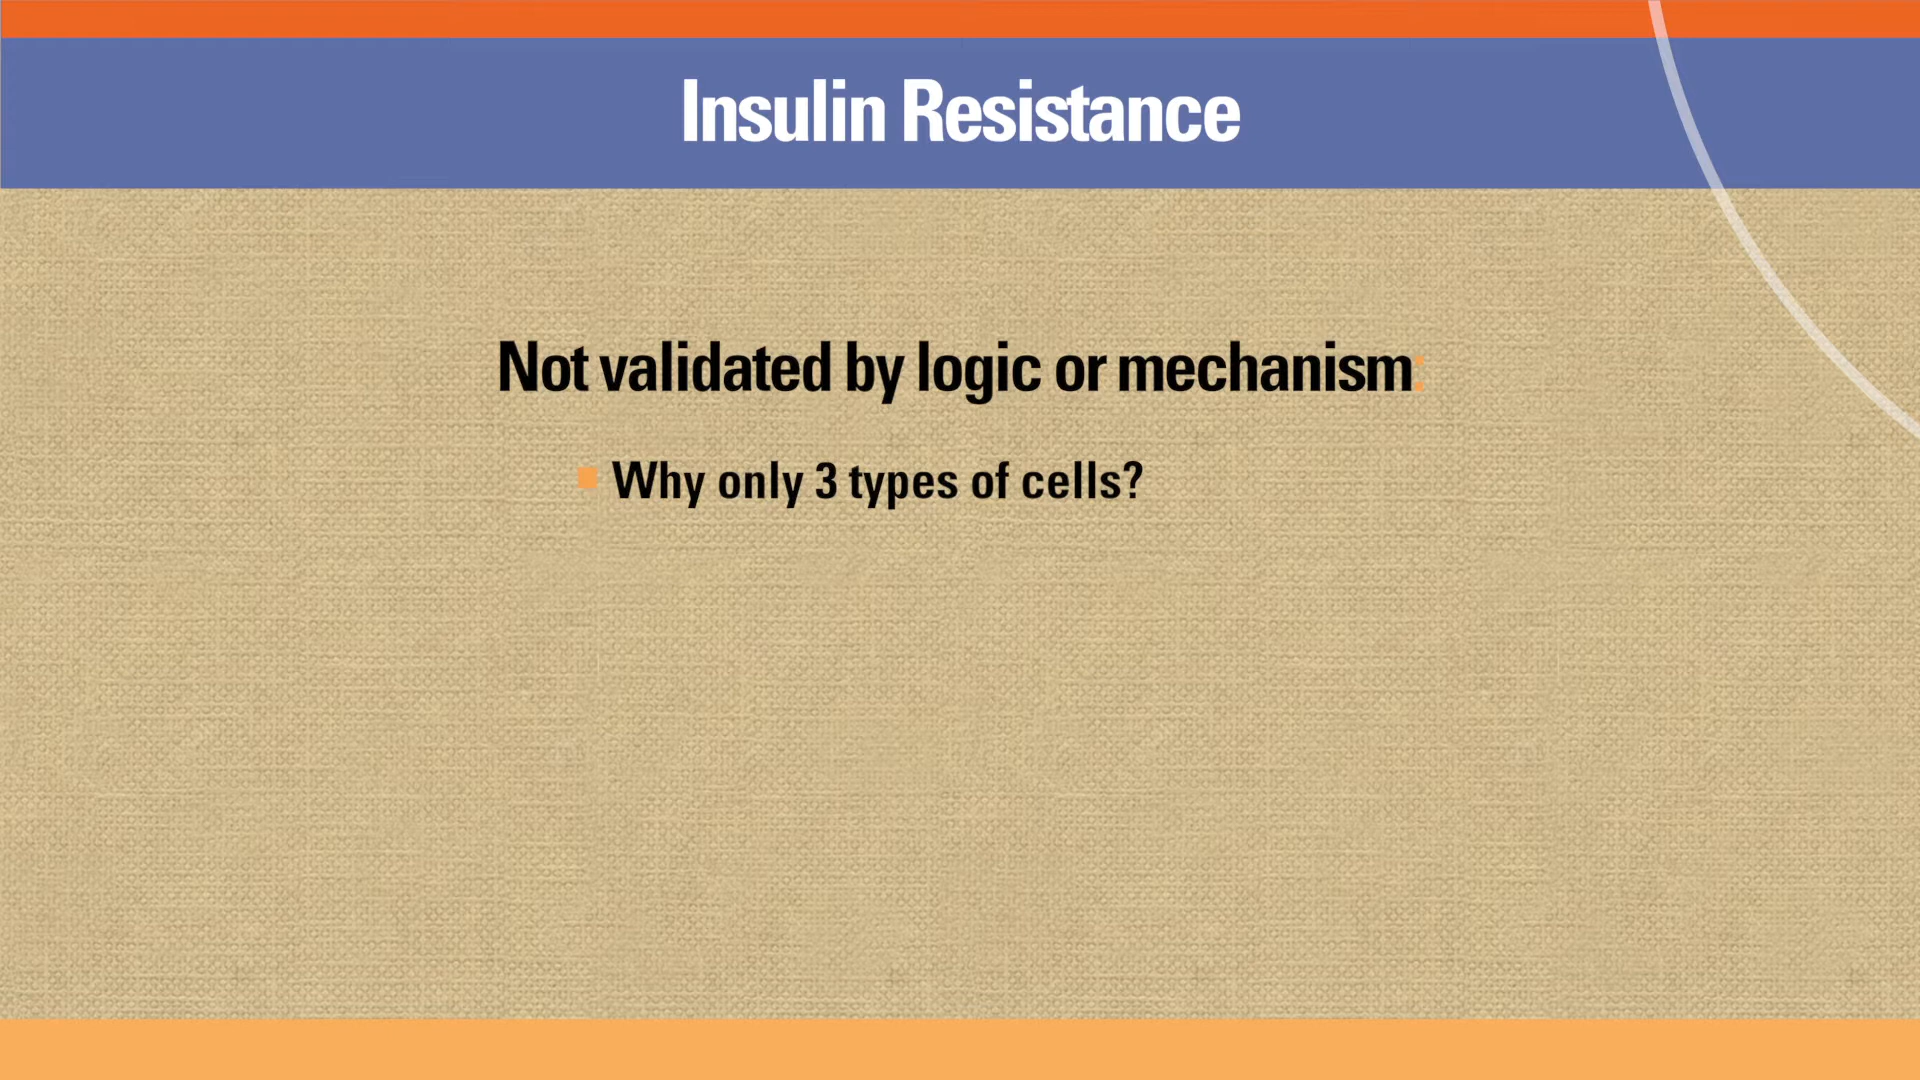 Insulin Resistance
Not validated by logic or mechanism:
Why only 3 types of cells?